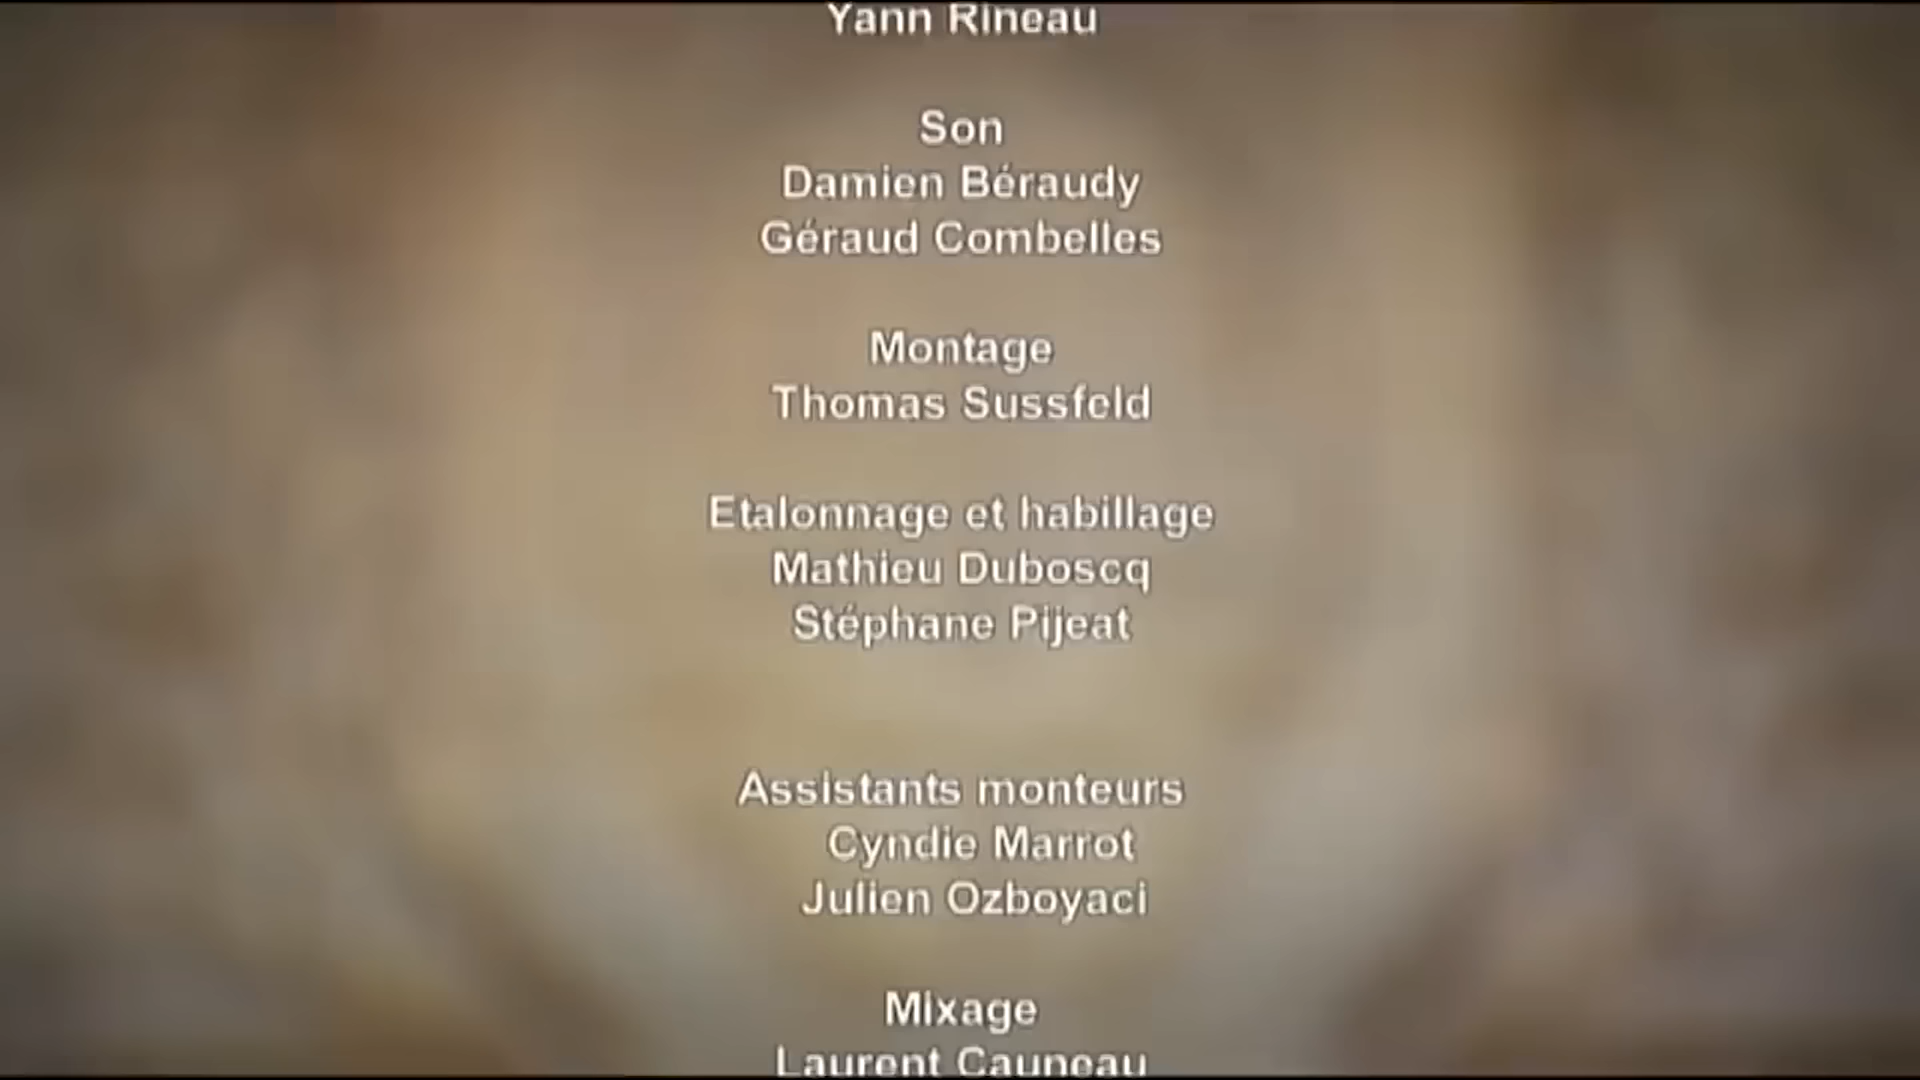 Yann Rineau
Son
Damien Béraudy
Géraud Combelles
Montage
Thomas Sussfeld
Etalonnage et habillage
Mathieu Duboscq
Stéphane Pijeat
Assistants monteurs
Cyndie Marrot
Julien Ozboyaci
Mixage
Laurent Cauneau